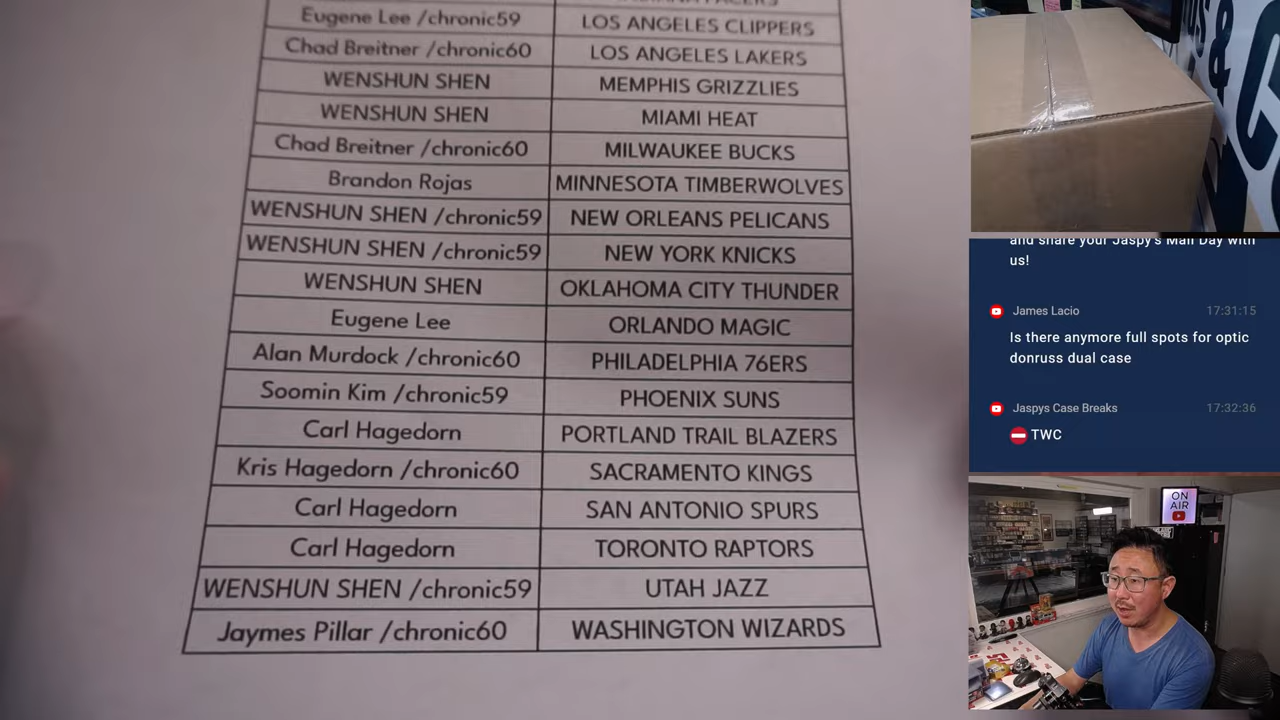 Eugene Lee /chronic59 LOS ANGELES CLIPPERS
Chad Breitner /chronic60 LOS ANGELES LAKERS
WENSHUN SHEN MEMPHIS GRIZZLIES
WENSHUN SHEN MIAMI HEAT
Chad Breitner /chronic60 MILWAUKEE BUCKS
Brandon Rojas MINNESOTA TIMBERWOLVES
WENSHUN SHEN /chronic59 NEW ORLEANS PELICANS
WENSHUN SHEN /chronic59 NEW YORK KNICKS
WENSHUN SHEN OKLAHOMA CITY THUNDER
Eugene Lee ORLANDO MAGIC
Alan Murdock /chronic60 PHILADELPHIA 76ERS
Soomin Kim /chronic59 PHOENIX SUNS
Carl Hagedorn PORTLAND TRAIL BLAZERS
Kris Hagedorn /chronic60 SACRAMENTO KINGS
Carl Hagedorn SAN ANTONIO SPURS
Carl Hagedorn TORONTO RAPTORS
WENSHUN SHEN /chronic59 UTAH JAZZ
Jaymes Pillar /chronic60 WASHINGTON WIZARDS
&
and share your Jaspy's Mail Day with
us!
James Lacio 17:31:15
Is there anymore full spots for optic
donruss dual case
Jaspys Case Breaks 17:32:36
TWC
ON
AIR